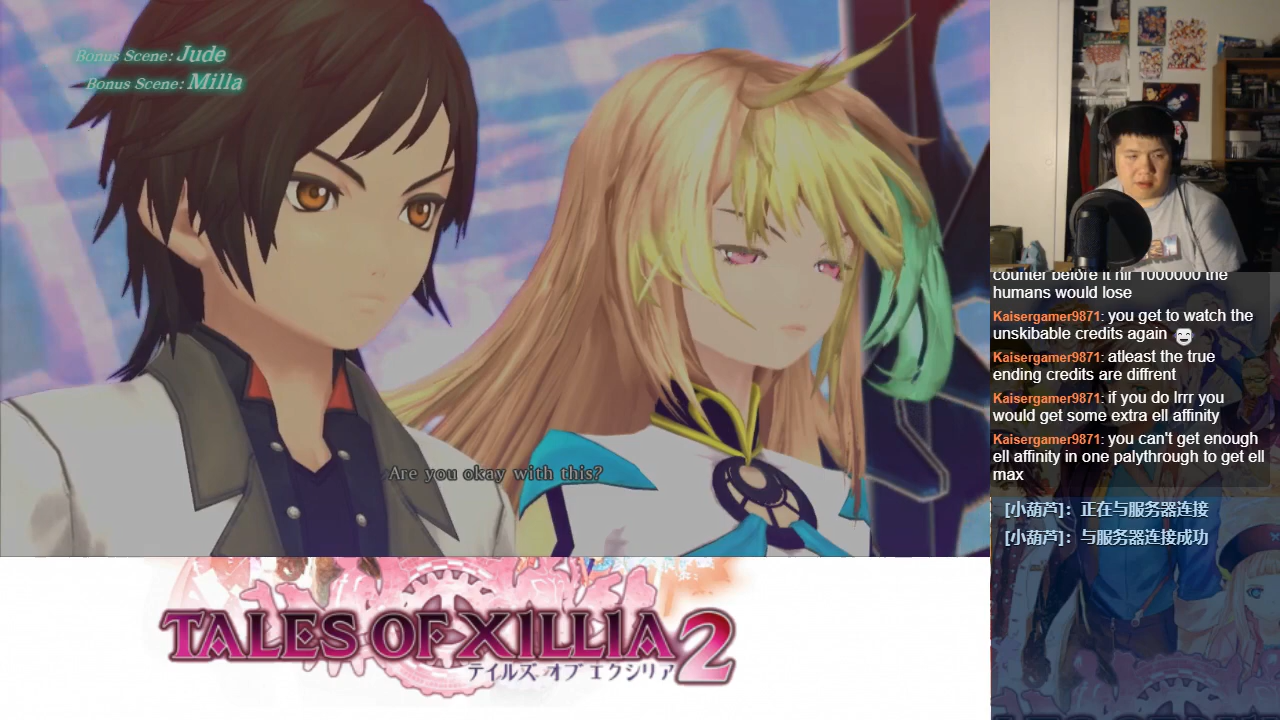 Bonus Scene: Jude
Bonus Scene: Milla
Are you okay with this?
TALES OF XILLIA 2
テイルズ オブ エクシリア
counter before it hir 1000000 the
humans would lose
Kaisergamer9871: you get to watch the
unskibable credits again
Kaisergamer9871: atleast the true
ending credits are diffrent
Kaisergamer9871: if you do lrrr you
would get some extra ell affinity
Kaisergamer9871: you can't get enough
ell affinity in one palythrough to get ell
max
[小葫芦]：正在与服务器连接
[小葫芦]：与服务器连接成功